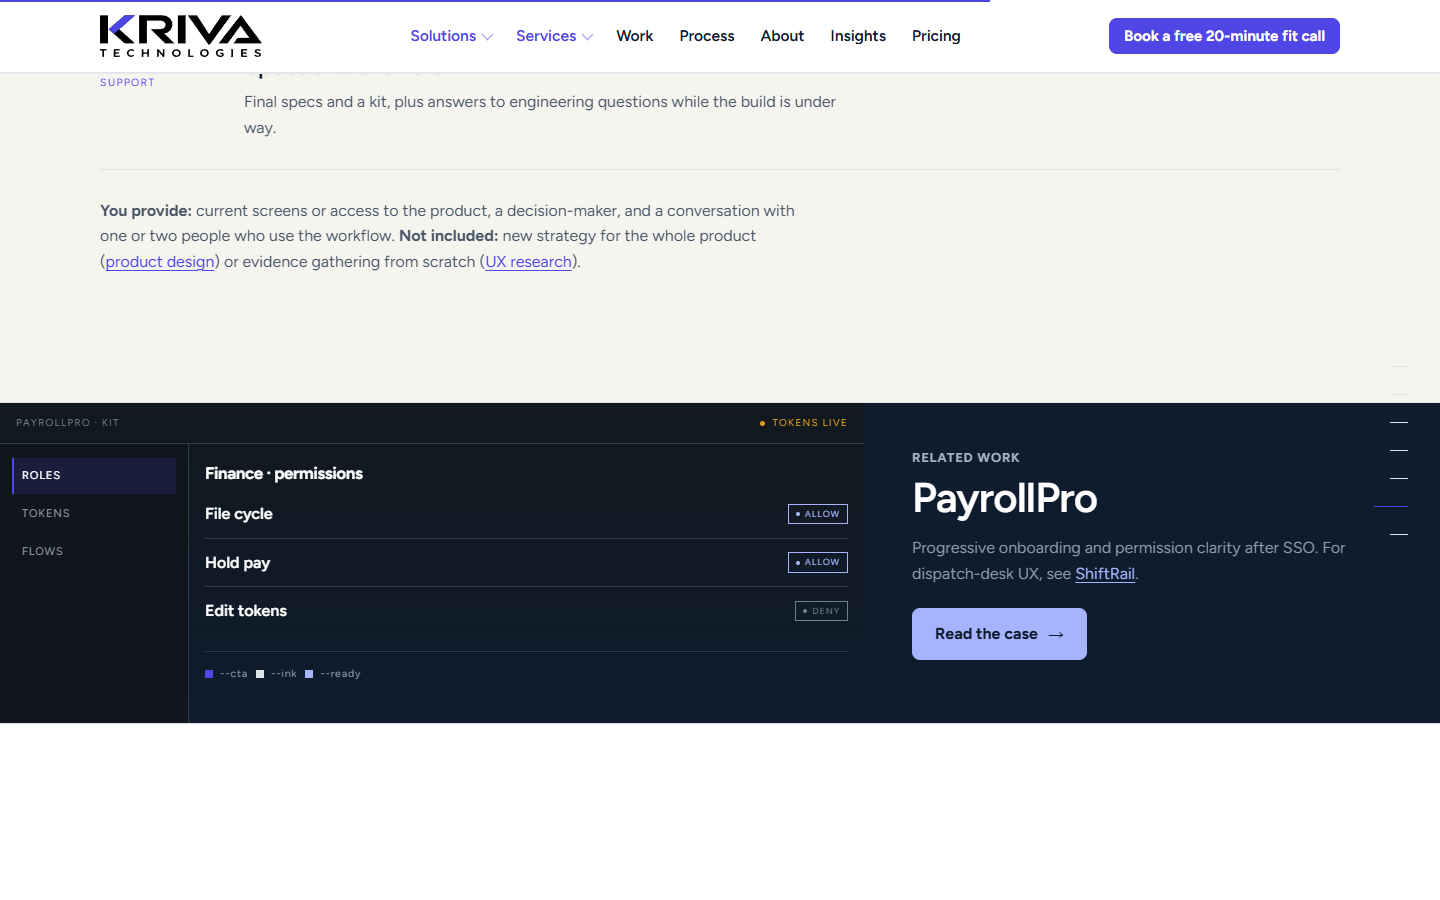 KRIVA
TECHNOLOGIES
Solutions
Services
Work
Process
About
Insights
Pricing
Book a free 20-minute fit call
SUPPORT
Final specs and a kit, plus answers to engineering questions while the build is under
way.
You provide: current screens or access to the product, a decision-maker, and a conversation with
one or two people who use the workflow. Not included: new strategy for the whole product
(product design) or evidence gathering from scratch (UX research).
PAYROLLPRO · KIT
TOKENS LIVE
ROLES
TOKENS
FLOWS
Finance · permissions
File cycle
ALLOW
Hold pay
ALLOW
Edit tokens
DENY
--cta
--ink
--ready
RELATED WORK
PayrollPro
Progressive onboarding and permission clarity after SSO. For
dispatch-desk UX, see ShiftRail.
Read the case →